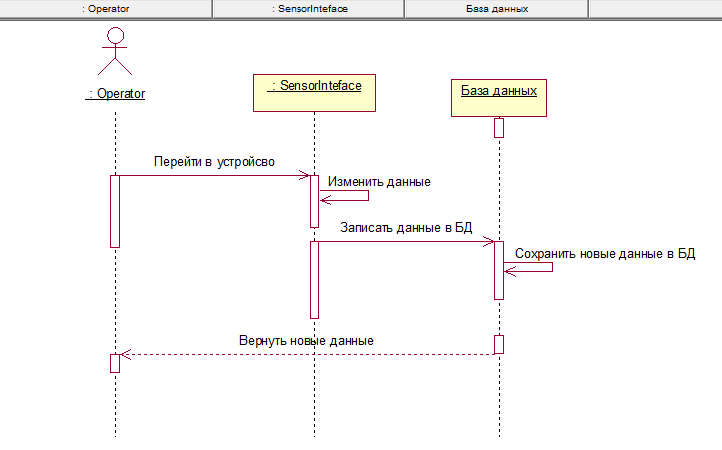 : Operator
: SensorInteface
База данных
: Operator
: SensorInteface
База данных
Перейти в устройсво
Изменить данные
Записать данные в БД
Сохранить новые данные в БД
Вернуть новые данные